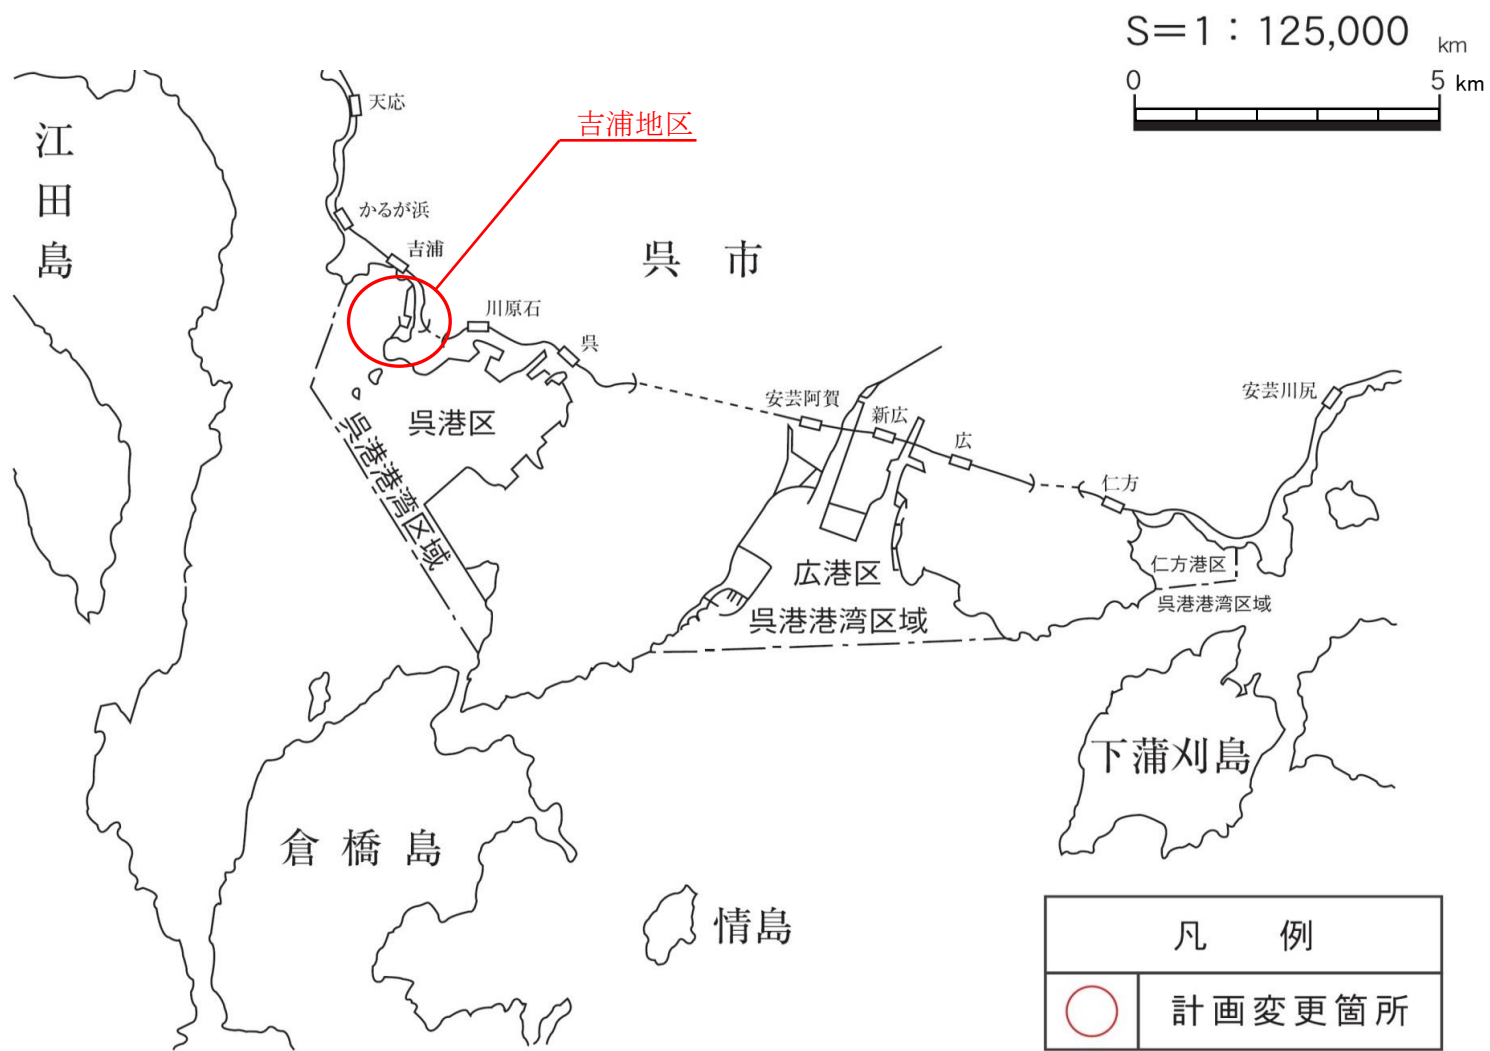 S＝1：125,000 km
0 5 km
天応
吉浦地区
江田島
かるが浜
吉浦
呉市
川原石
呉
安芸阿賀
新広
広
安芸川尻
仁方
呉港区
呉港港湾区域
広港区
呉港港湾区域
仁方港区
呉港港湾区域
下蒲刈島
倉橋島
情島
凡例
計画変更箇所